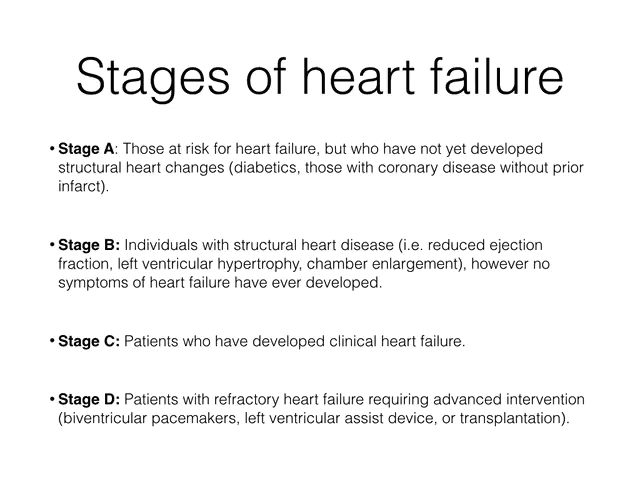 Stages of heart failure
• Stage A: Those at risk for heart failure, but who have not yet developed
structural heart changes (diabetics, those with coronary disease without prior
infarct).
• Stage B: Individuals with structural heart disease (i.e. reduced ejection
fraction, left ventricular hypertrophy, chamber enlargement), however no
symptoms of heart failure have ever developed.
• Stage C: Patients who have developed clinical heart failure.
• Stage D: Patients with refractory heart failure requiring advanced intervention
(biventricular pacemakers, left ventricular assist device, or transplantation).